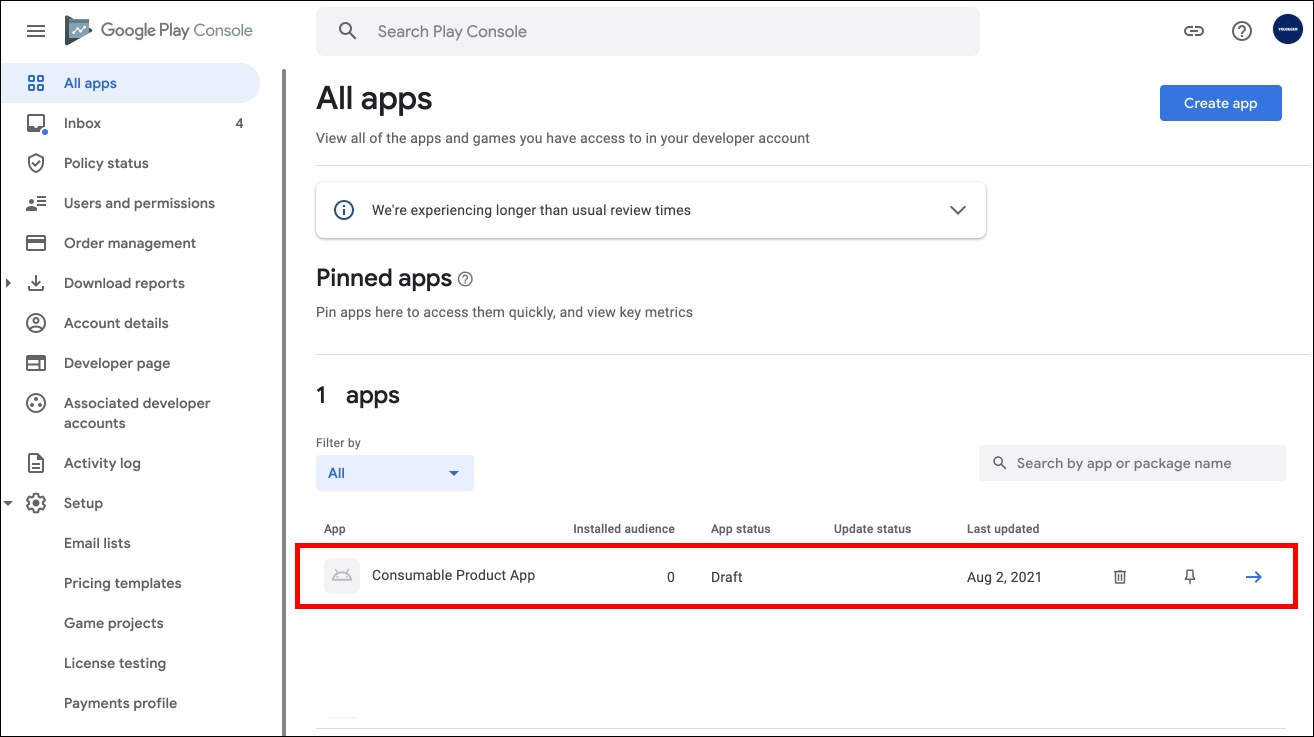 Google Play Console
Search Play Console
All apps
Inbox 4
Policy status
Users and permissions
Order management
Download reports
Account details
Developer page
Associated developer
accounts
Activity log
Setup
Email lists
Pricing templates
Game projects
License testing
Payments profile
All apps
Create app
View all of the apps and games you have access to in your developer account
We're experiencing longer than usual review times
Pinned apps
Pin apps here to access them quickly, and view key metrics
1 apps
Filter by
All
Search by app or package name
App Installed audience App status Update status Last updated
Consumable Product App 0 Draft Aug 2, 2021